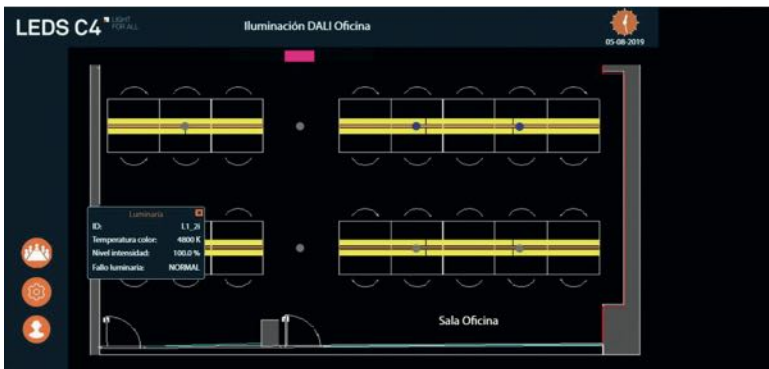 LEDS C4 LIGHT
FOR ALL
Iluminación DALI Oficina
05-08-2019
Luminaria
ID: L1_2i
Temperatura color: 4800 K
Nivel intensidad: 100.0 %
Fallo luminaria: NORMAL
Sala Oficina